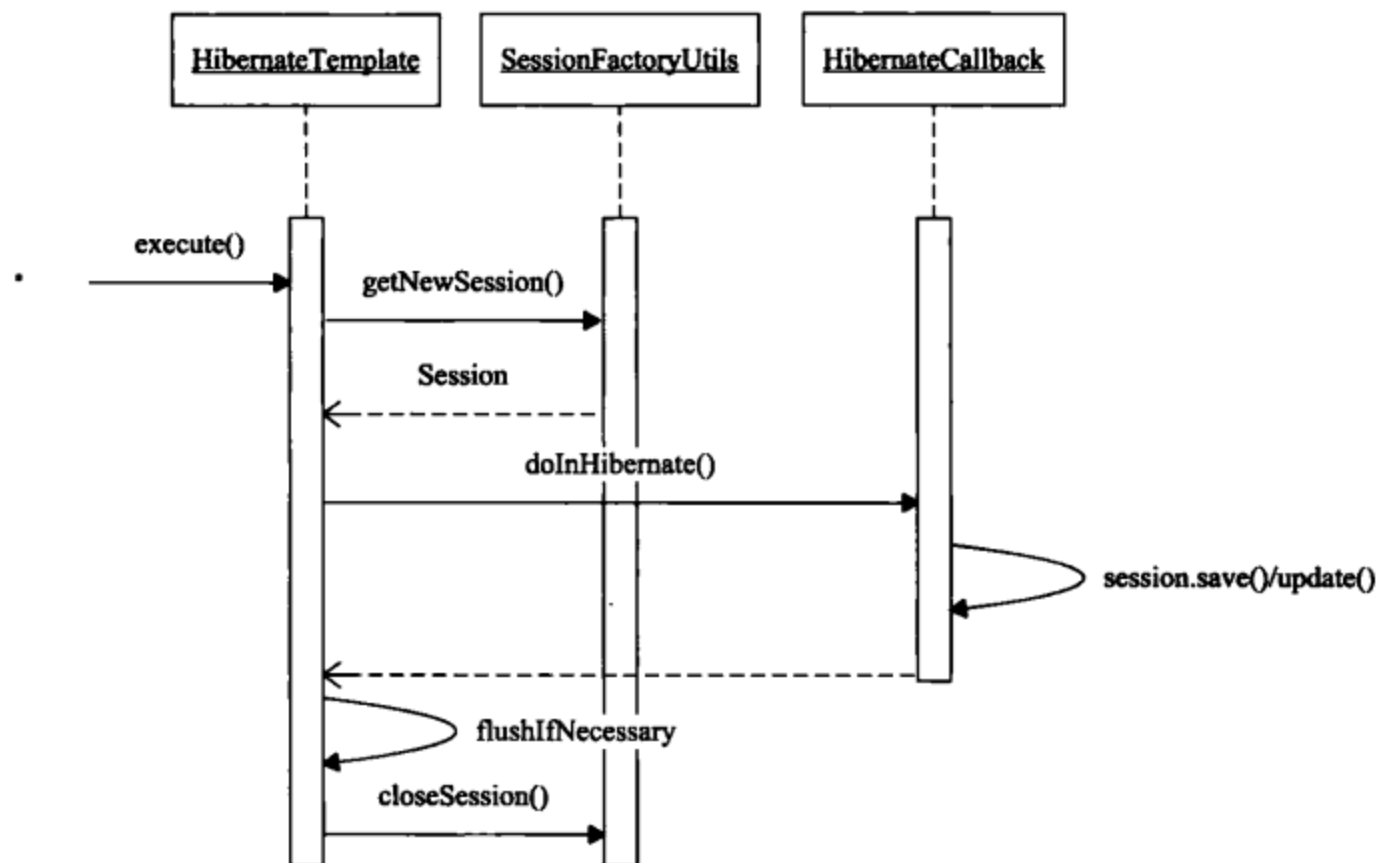 HibernateTemplate
SessionFactoryUtils
HibernateCallback
execute()
getNewSession()
Session
doInHibernate()
session.save()/update()
flushIfNecessary
closeSession()